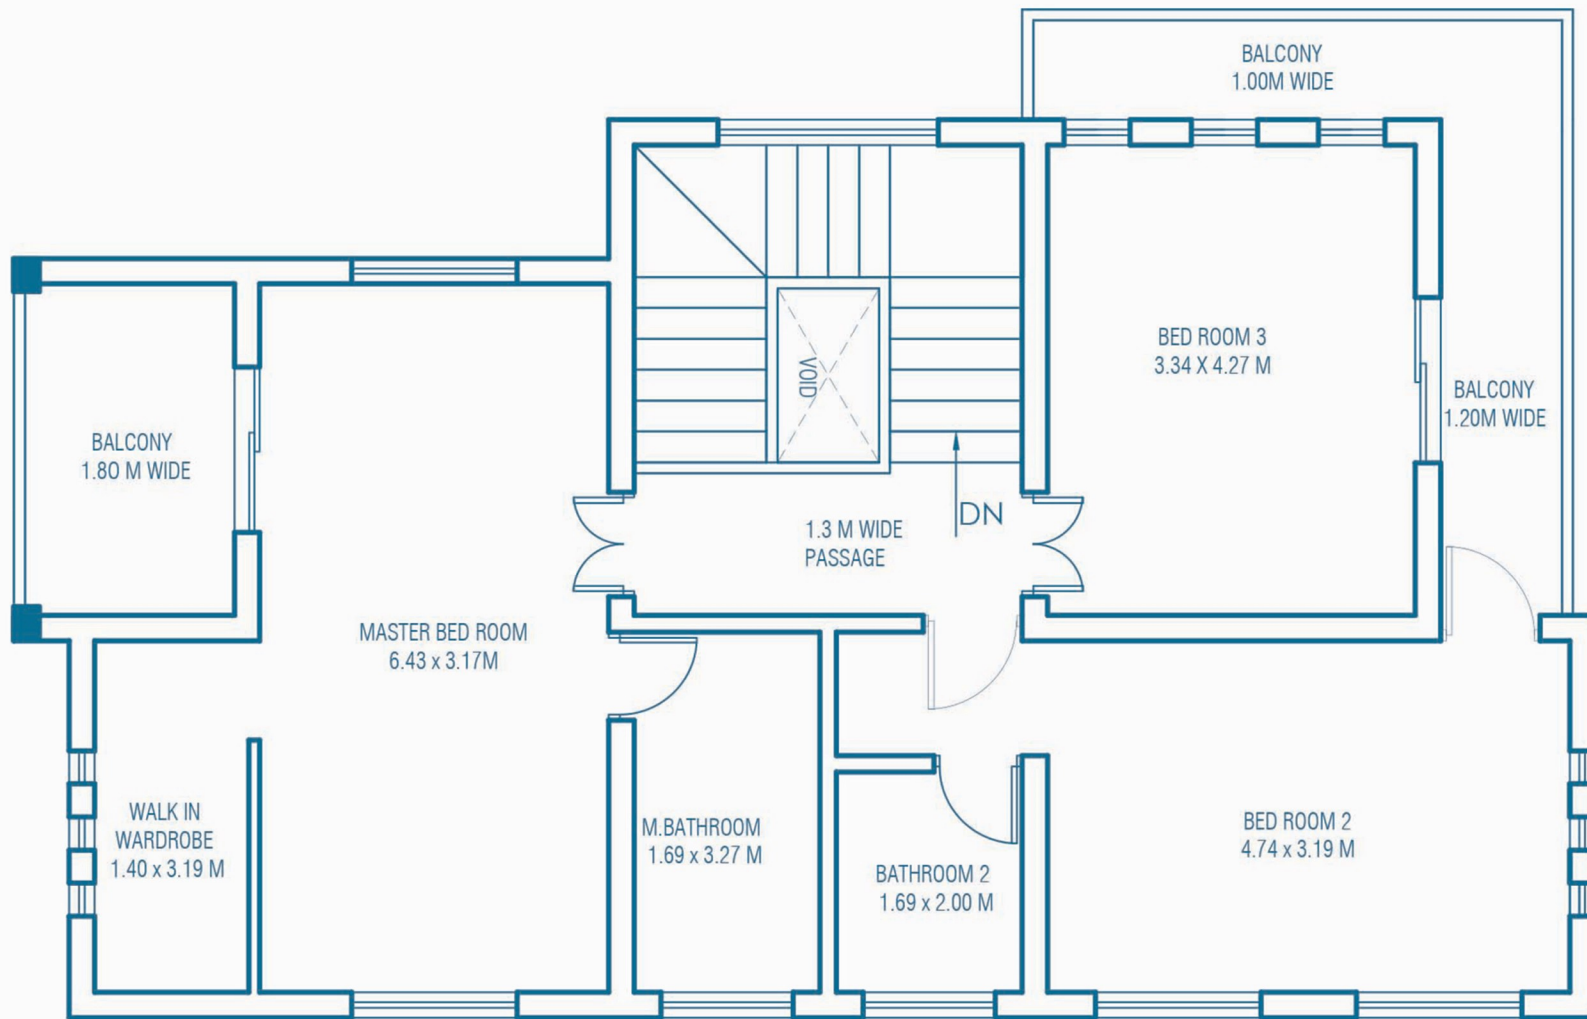 BALCONY
1.00M WIDE
BED ROOM 3
3.34 X 4.27 M
VOID
BALCONY
1.20M WIDE
BALCONY
1.80 M WIDE
DN
1.3 M WIDE
PASSAGE
MASTER BED ROOM
6.43 x 3.17M
WALK IN
WARDROBE
1.40 x 3.19 M
M.BATHROOM
1.69 x 3.27 M
BATHROOM 2
1.69 x 2.00 M
BED ROOM 2
4.74 x 3.19 M